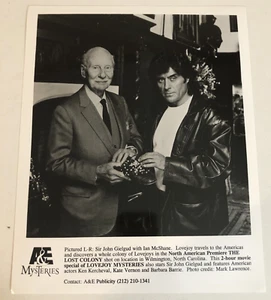 A&E
MYSTERIES
Pictured L-R: Sir John Gielgud with Ian McShane. Lovejoy travels to the Americas
and discovers a whole colony of Lovejoys in the North American Premiere THE
LOST COLONY shot on location in Wilmington, North Carolina. This 2-hour movie
special of LOVEJOY MYSTERIES also stars Sir John Gielgud and features American
actors Ken Kercheval, Kate Vernon and Barbara Barrie. Photo credit: Mark Lawrence.
Contact: A&E Publicity (212) 210-1341